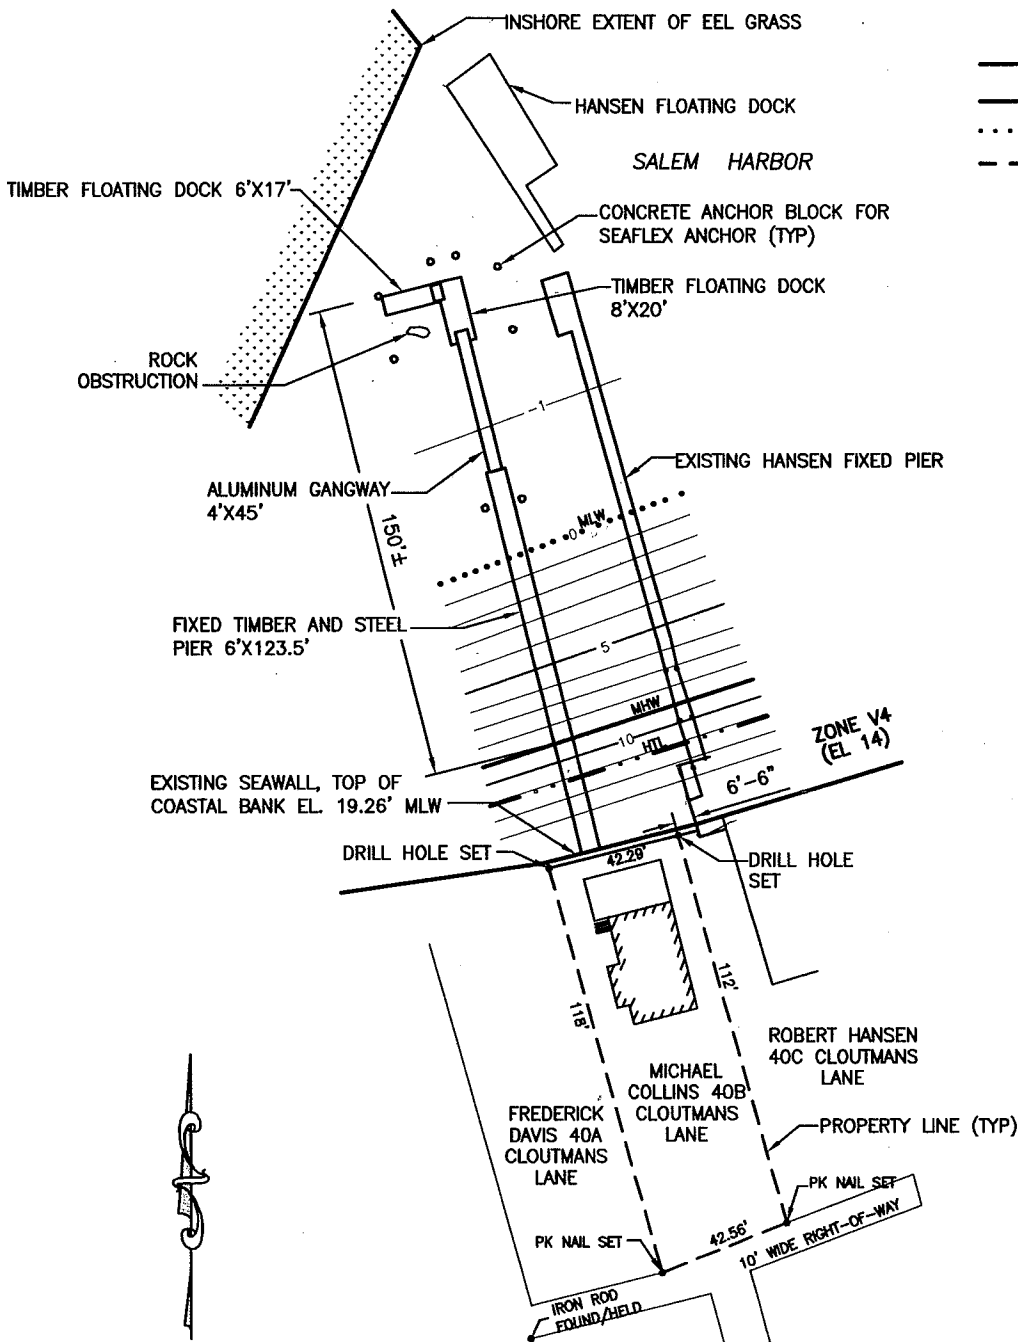 INSHORE EXTENT OF EEL GRASS
HANSEN FLOATING DOCK
SALEM HARBOR
TIMBER FLOATING DOCK 6'X17'
CONCRETE ANCHOR BLOCK FOR
SEAFLEX ANCHOR (TYP)
TIMBER FLOATING DOCK
8'X20'
ROCK
OBSTRUCTION
-1
EXISTING HANSEN FIXED PIER
ALUMINUM GANGWAY
4'X45'
150'±
MLW
0
FIXED TIMBER AND STEEL
PIER 6'X123.5'
5
MHW
10
HTL
ZONE V4
(EL 14)
EXISTING SEAWALL, TOP OF
COASTAL BANK EL. 19.26' MLW
6'-6"
DRILL HOLE SET
42.29'
DRILL HOLE
SET
118'
112'
ROBERT HANSEN
40C CLOUTMANS
LANE
MICHAEL
COLLINS 40B
CLOUTMANS
LANE
FREDERICK
DAVIS 40A
CLOUTMANS
LANE
PROPERTY LINE (TYP)
PK NAIL SET
42.56'
10' WIDE RIGHT-OF-WAY
PK NAIL SET
IRON ROD
FOUND/HELD